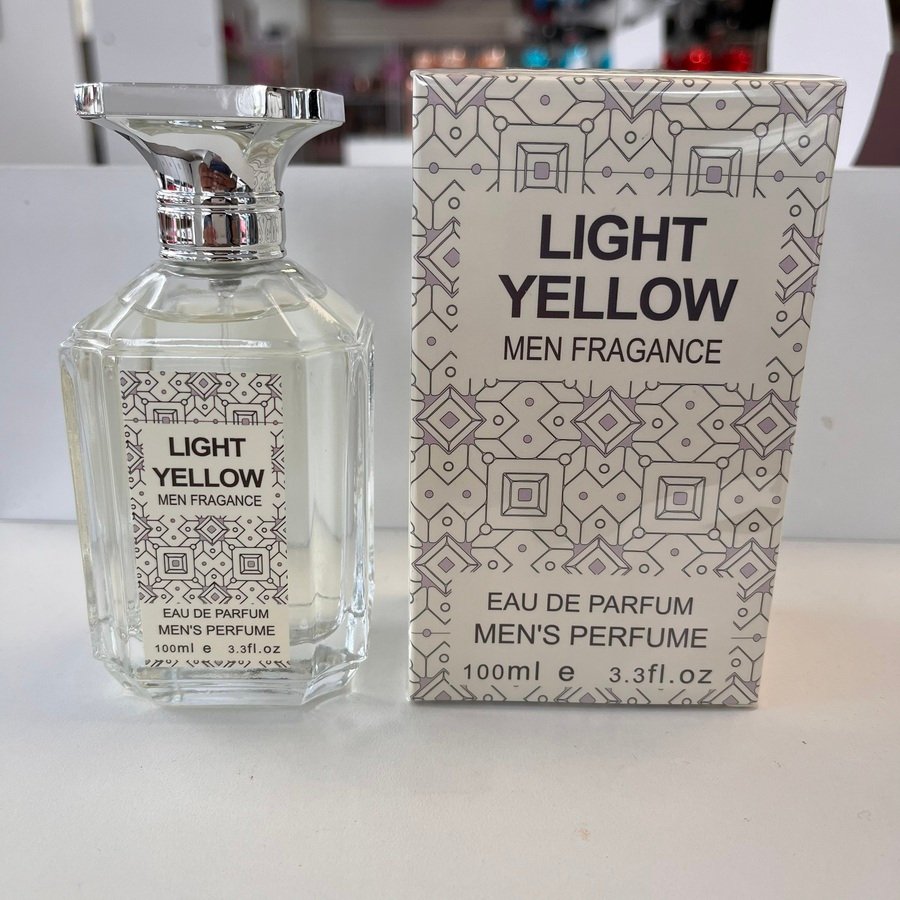 LIGHT
YELLOW
MEN FRAGANCE
EAU DE PARFUM
MEN'S PERFUME
100ml e 3.3fl.oz
LIGHT
YELLOW
MEN FRAGANCE
EAU DE PARFUM
MEN'S PERFUME
100ml e 3.3fl.oz